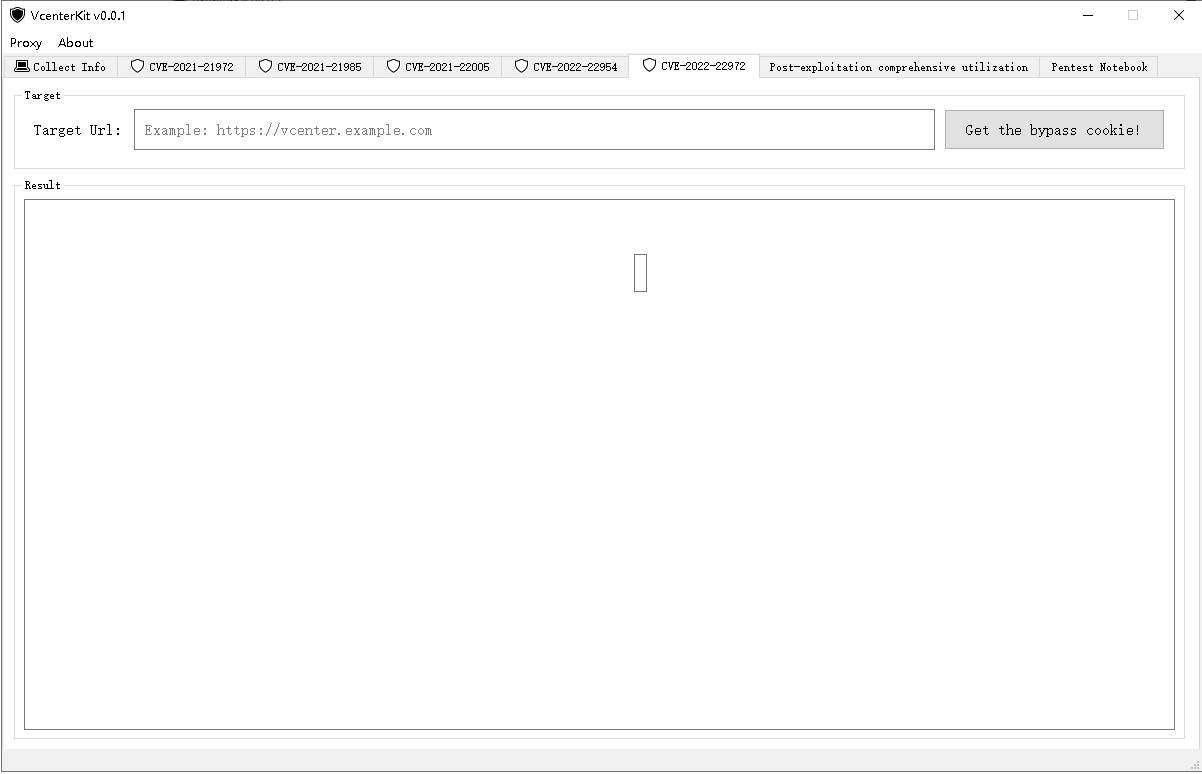 VcenterKit v0.0.1
Proxy About
Collect Info CVE-2021-21972 CVE-2021-21985 CVE-2021-22005 CVE-2022-22954 CVE-2022-22972 Post-exploitation comprehensive utilization Pentest Notebook
Target
Target Url: Example: https://vcenter.example.com Get the bypass cookie!
Result